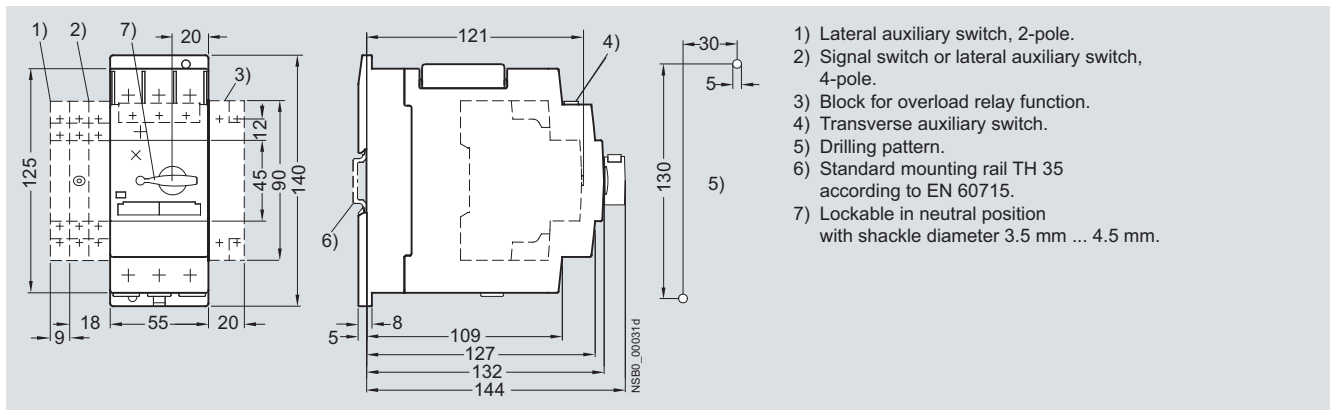 1) 2) 7) 20
3)
125
12
45 90 140
9 18 55 20
121
4)
6)
5 8
109
127
132
144
NSB0_00031d
30
5
130
5)
1) Lateral auxiliary switch, 2-pole.
2) Signal switch or lateral auxiliary switch,
4-pole.
3) Block for overload relay function.
4) Transverse auxiliary switch.
5) Drilling pattern.
6) Standard mounting rail TH 35
according to EN 60715.
7) Lockable in neutral position
with shackle diameter 3.5 mm ... 4.5 mm.